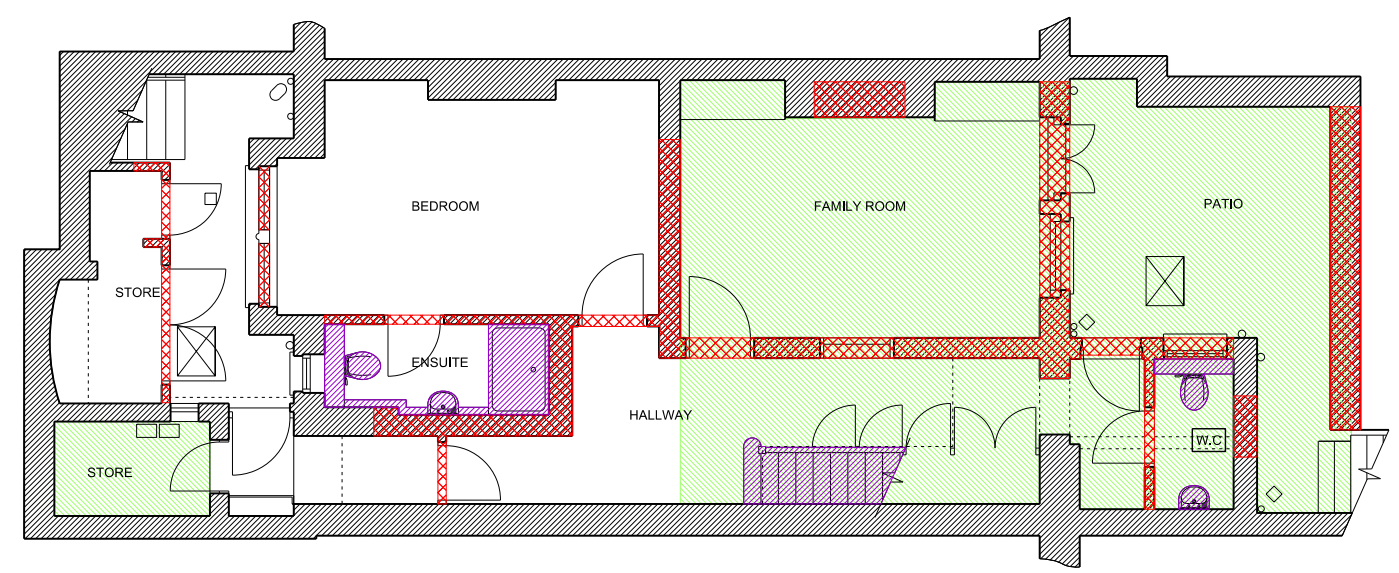 BEDROOM
FAMILY ROOM
PATIO
STORE
ENSUITE
HALLWAY
W.C
STORE